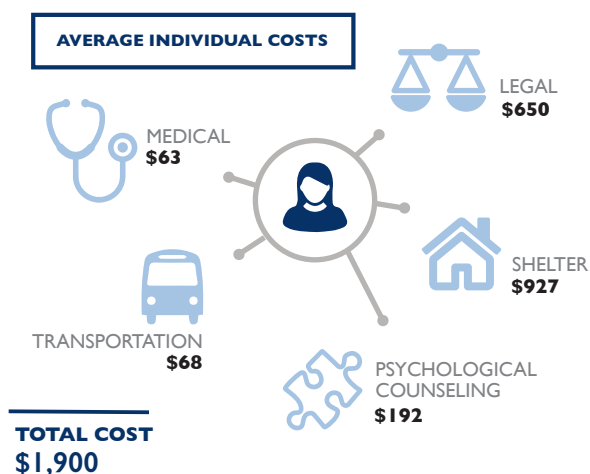 AVERAGE INDIVIDUAL COSTS
LEGAL
$650
MEDICAL
$63
SHELTER
$927
TRANSPORTATION
$68
PSYCHOLOGICAL
COUNSELING
$192
TOTAL COST
$1,900